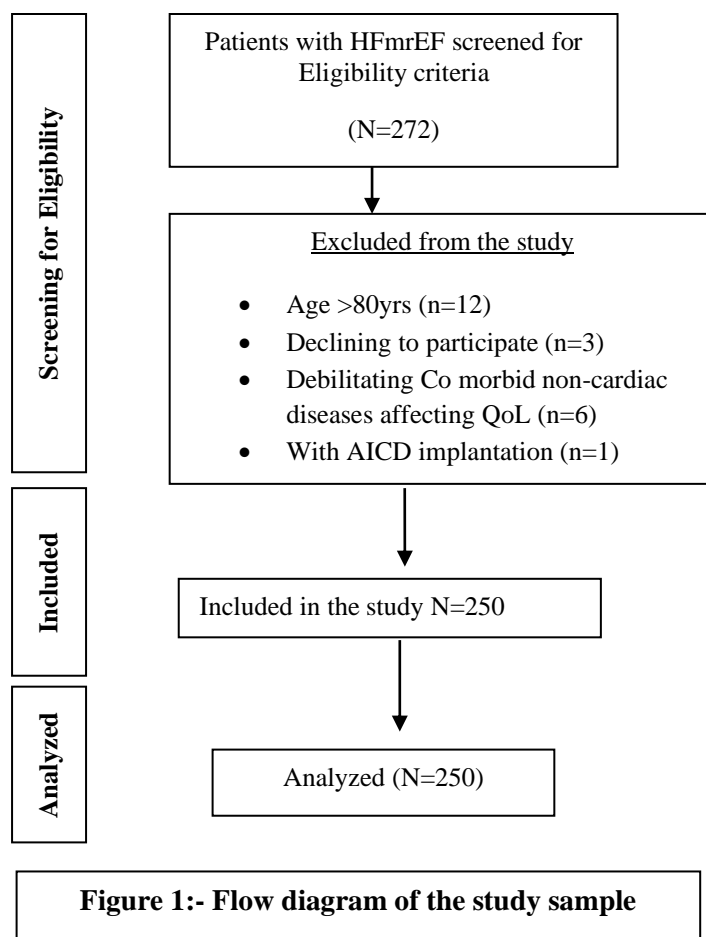 Screening for Eligibility
Patients with HFmrEF screened for
Eligibility criteria
(N=272)
Excluded from the study
• Age >80yrs (n=12)
• Declining to participate (n=3)
• Debilitating Co morbid non-cardiac
diseases affecting QoL (n=6)
• With AICD implantation (n=1)
Included
Included in the study N=250
Analyzed
Analyzed (N=250)
Figure 1:- Flow diagram of the study sample